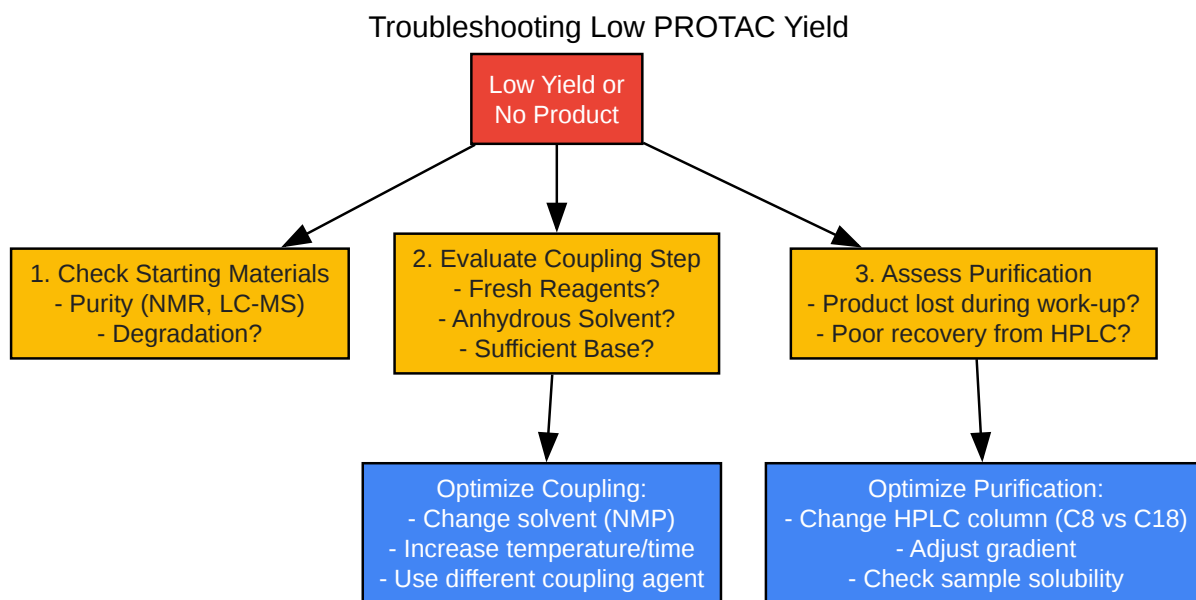 Troubleshooting Low PROTAC Yield
Low Yield or
No Product
1. Check Starting Materials
- Purity (NMR, LC-MS)
- Degradation?
2. Evaluate Coupling Step
- Fresh Reagents?
- Anhydrous Solvent?
- Sufficient Base?
3. Assess Purification
- Product lost during work-up?
- Poor recovery from HPLC?
Optimize Coupling:
- Change solvent (NMP)
- Increase temperature/time
- Use different coupling agent
Optimize Purification:
- Change HPLC column (C8 vs C18)
- Adjust gradient
- Check sample solubility